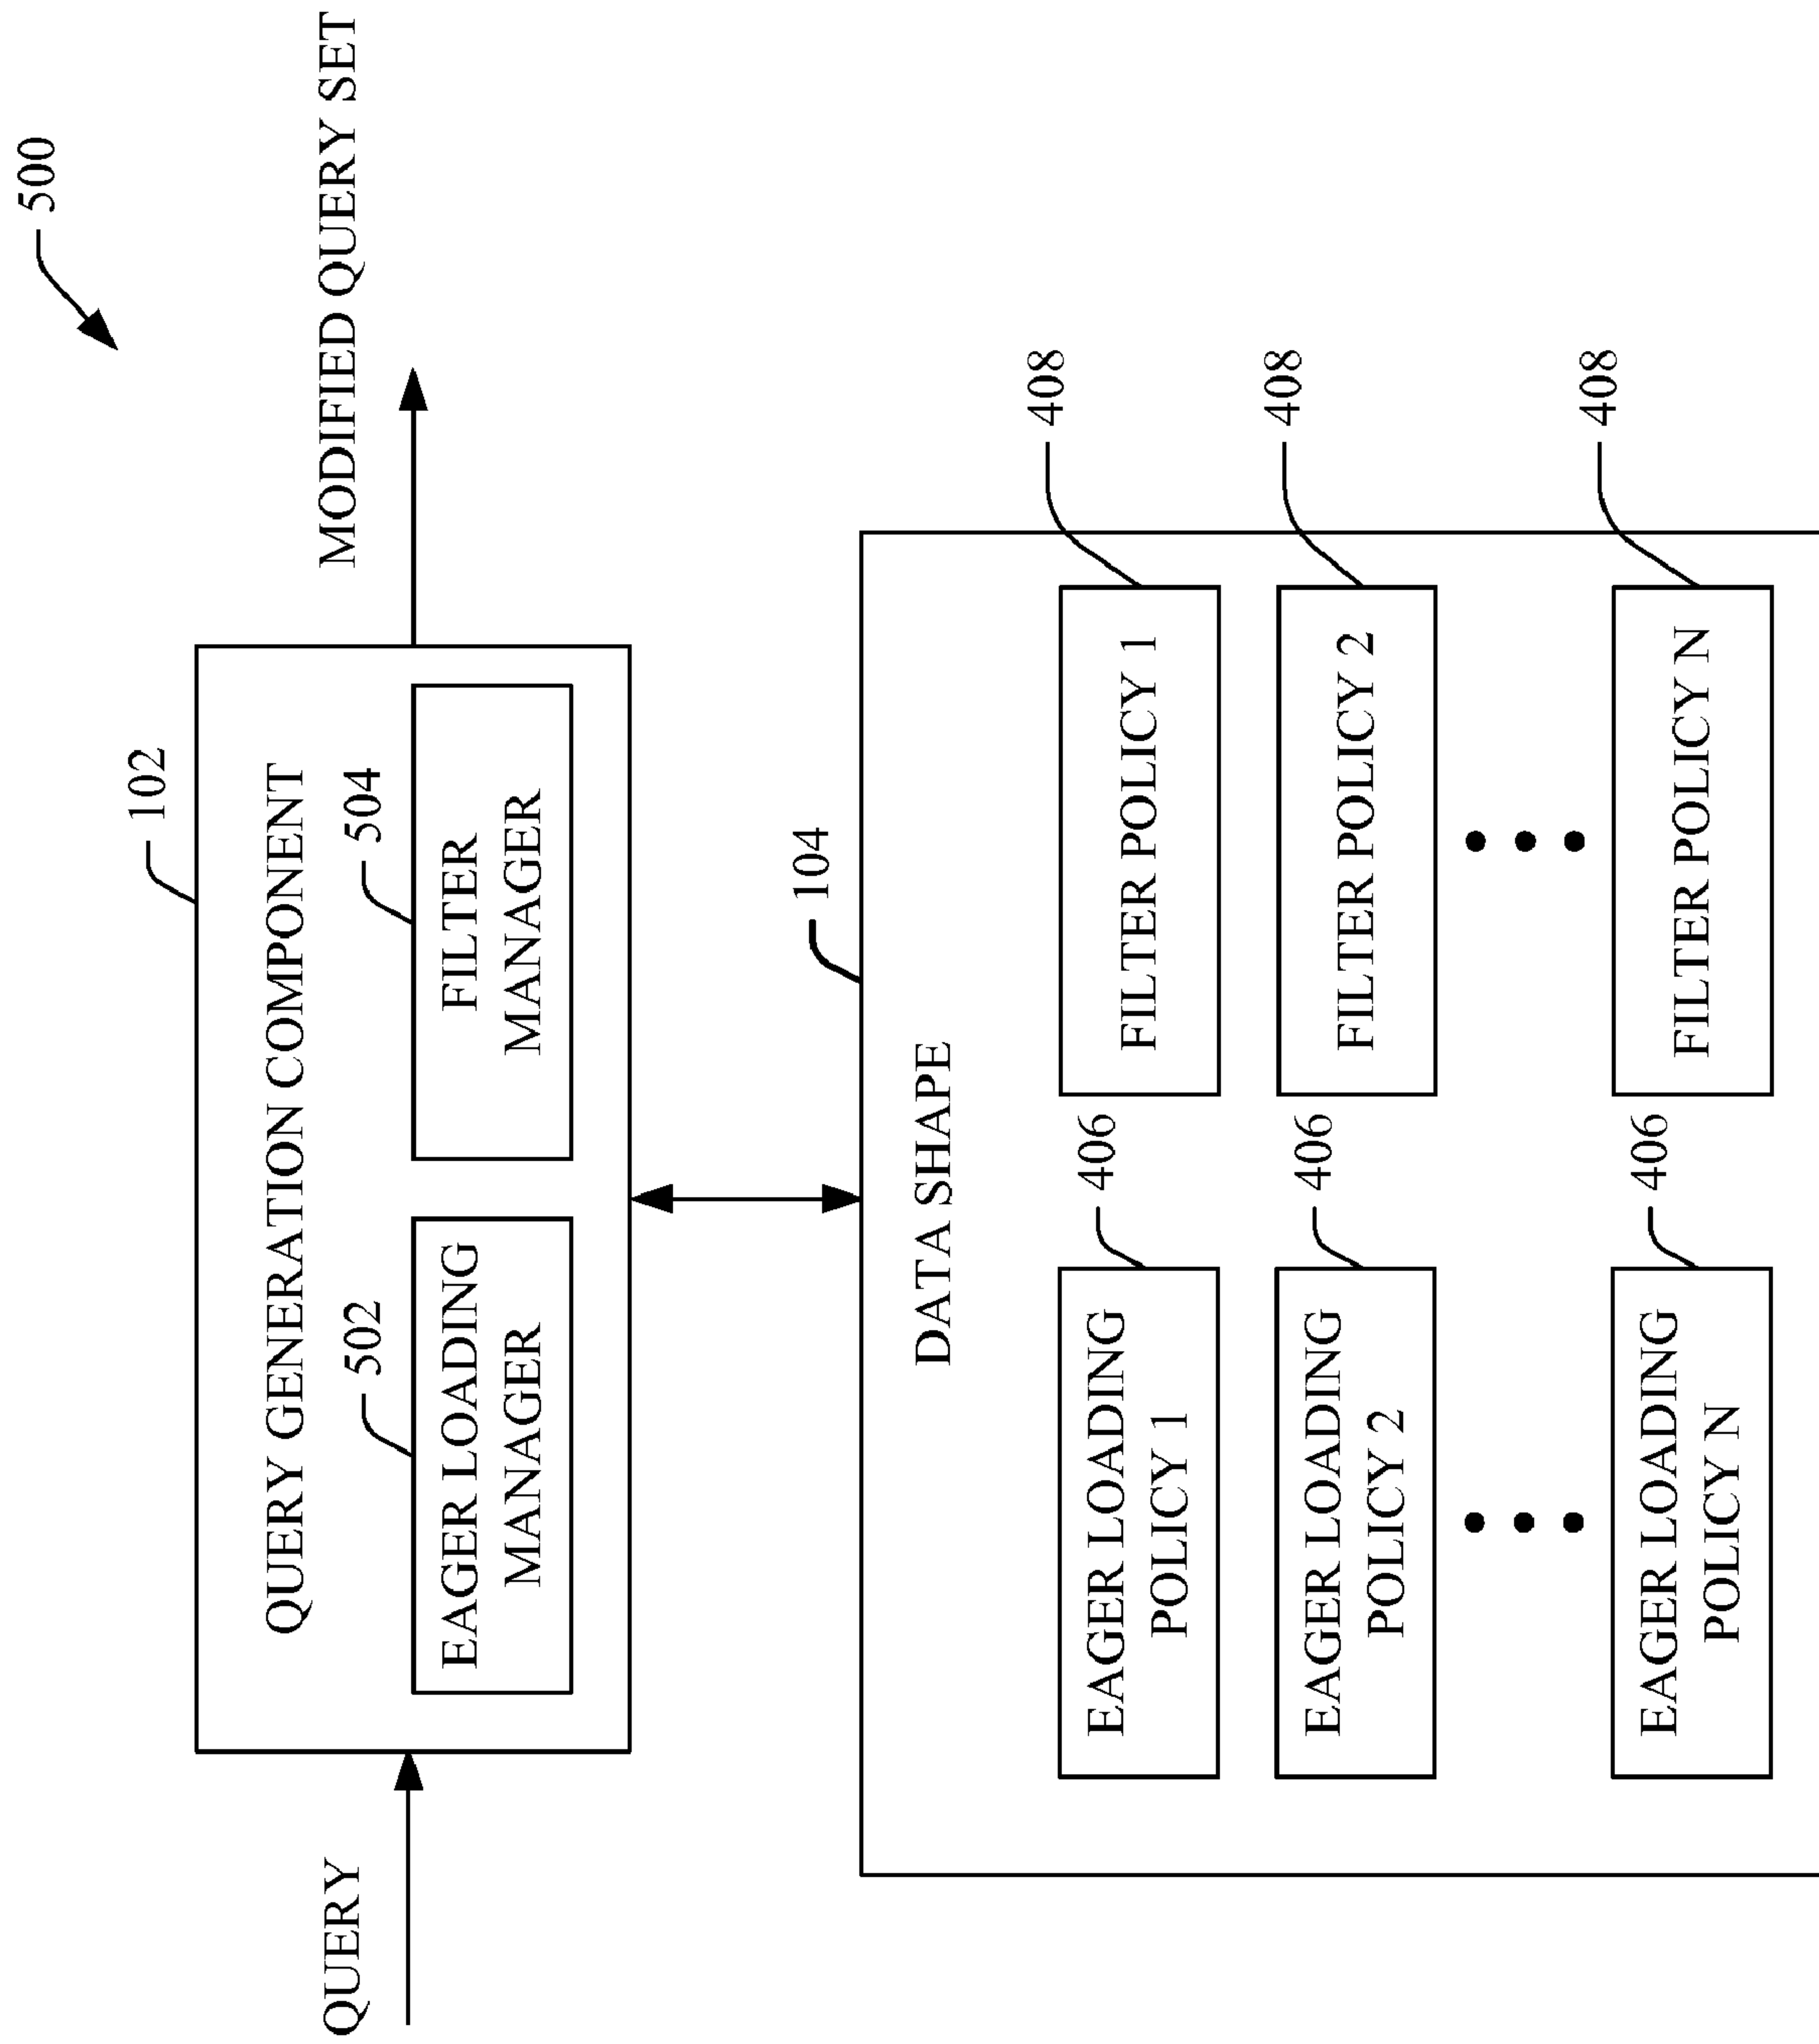 500
QUERY
MODIFIED QUERY SET
102
QUERY GENERATION COMPONENT
502
504
EAGER LOADING
MANAGER
FILTER
MANAGER
104
DATA SHAPE
406
408
EAGER LOADING
POLICY 1
FILTER POLICY 1
406
408
EAGER LOADING
POLICY 2
FILTER POLICY 2
406
408
EAGER LOADING
POLICY N
FILTER POLICY N